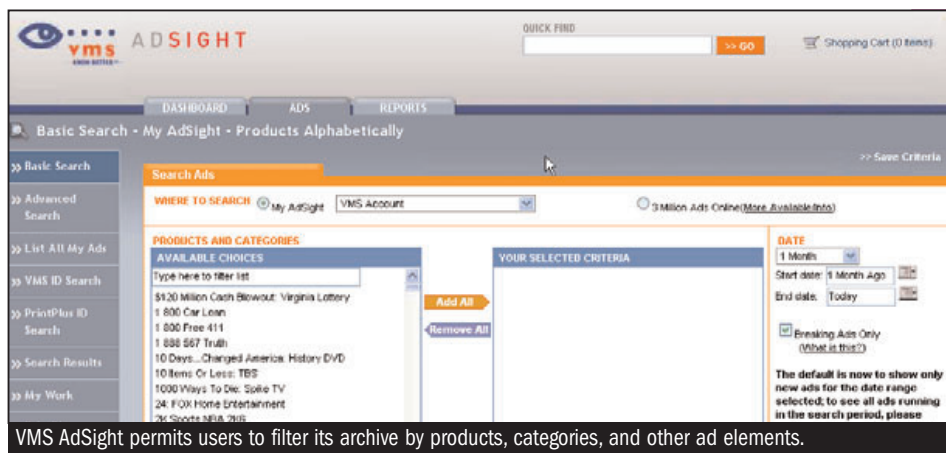 vms
KNOW BETTER™
ADSIGHT
QUICK FIND
>> GO
Shopping Cart (0 Items)
DASHBOARD
ADS
REPORTS
Basic Search - My AdSight - Products Alphabetically
>> Save Criteria
>> Basic Search
>> Advanced
Search
>> List All My Ads
>> VMS ID Search
>> PrintPlus ID
Search
>> Search Results
>> My Work
Search Ads
WHERE TO SEARCH
My AdSight
VMS Account
3 Million Ads Online(More Available/Info)
PRODUCTS AND CATEGORIES
AVAILABLE CHOICES
Type here to filter list
$120 Million Cash Blowout: Virginia Lottery
1 800 Car Loan
1 800 Free 411
1 888 567 Truth
10 Days...Changed America: History DVD
10 Items Or Less: TBS
1000 Ways To Die: Spike TV
24: FOX Home Entertainment
2K Sports NBA 2K6
Add All
Remove All
YOUR SELECTED CRITERIA
DATE
1 Month
Start date: 1 Month Ago
End date: Today
Breaking Ads Only
(What is this?)
The default is now to show only
new ads for the date range
selected; to see all ads running
in the search period, please
VMS AdSight permits users to filter its archive by products, categories, and other ad elements.